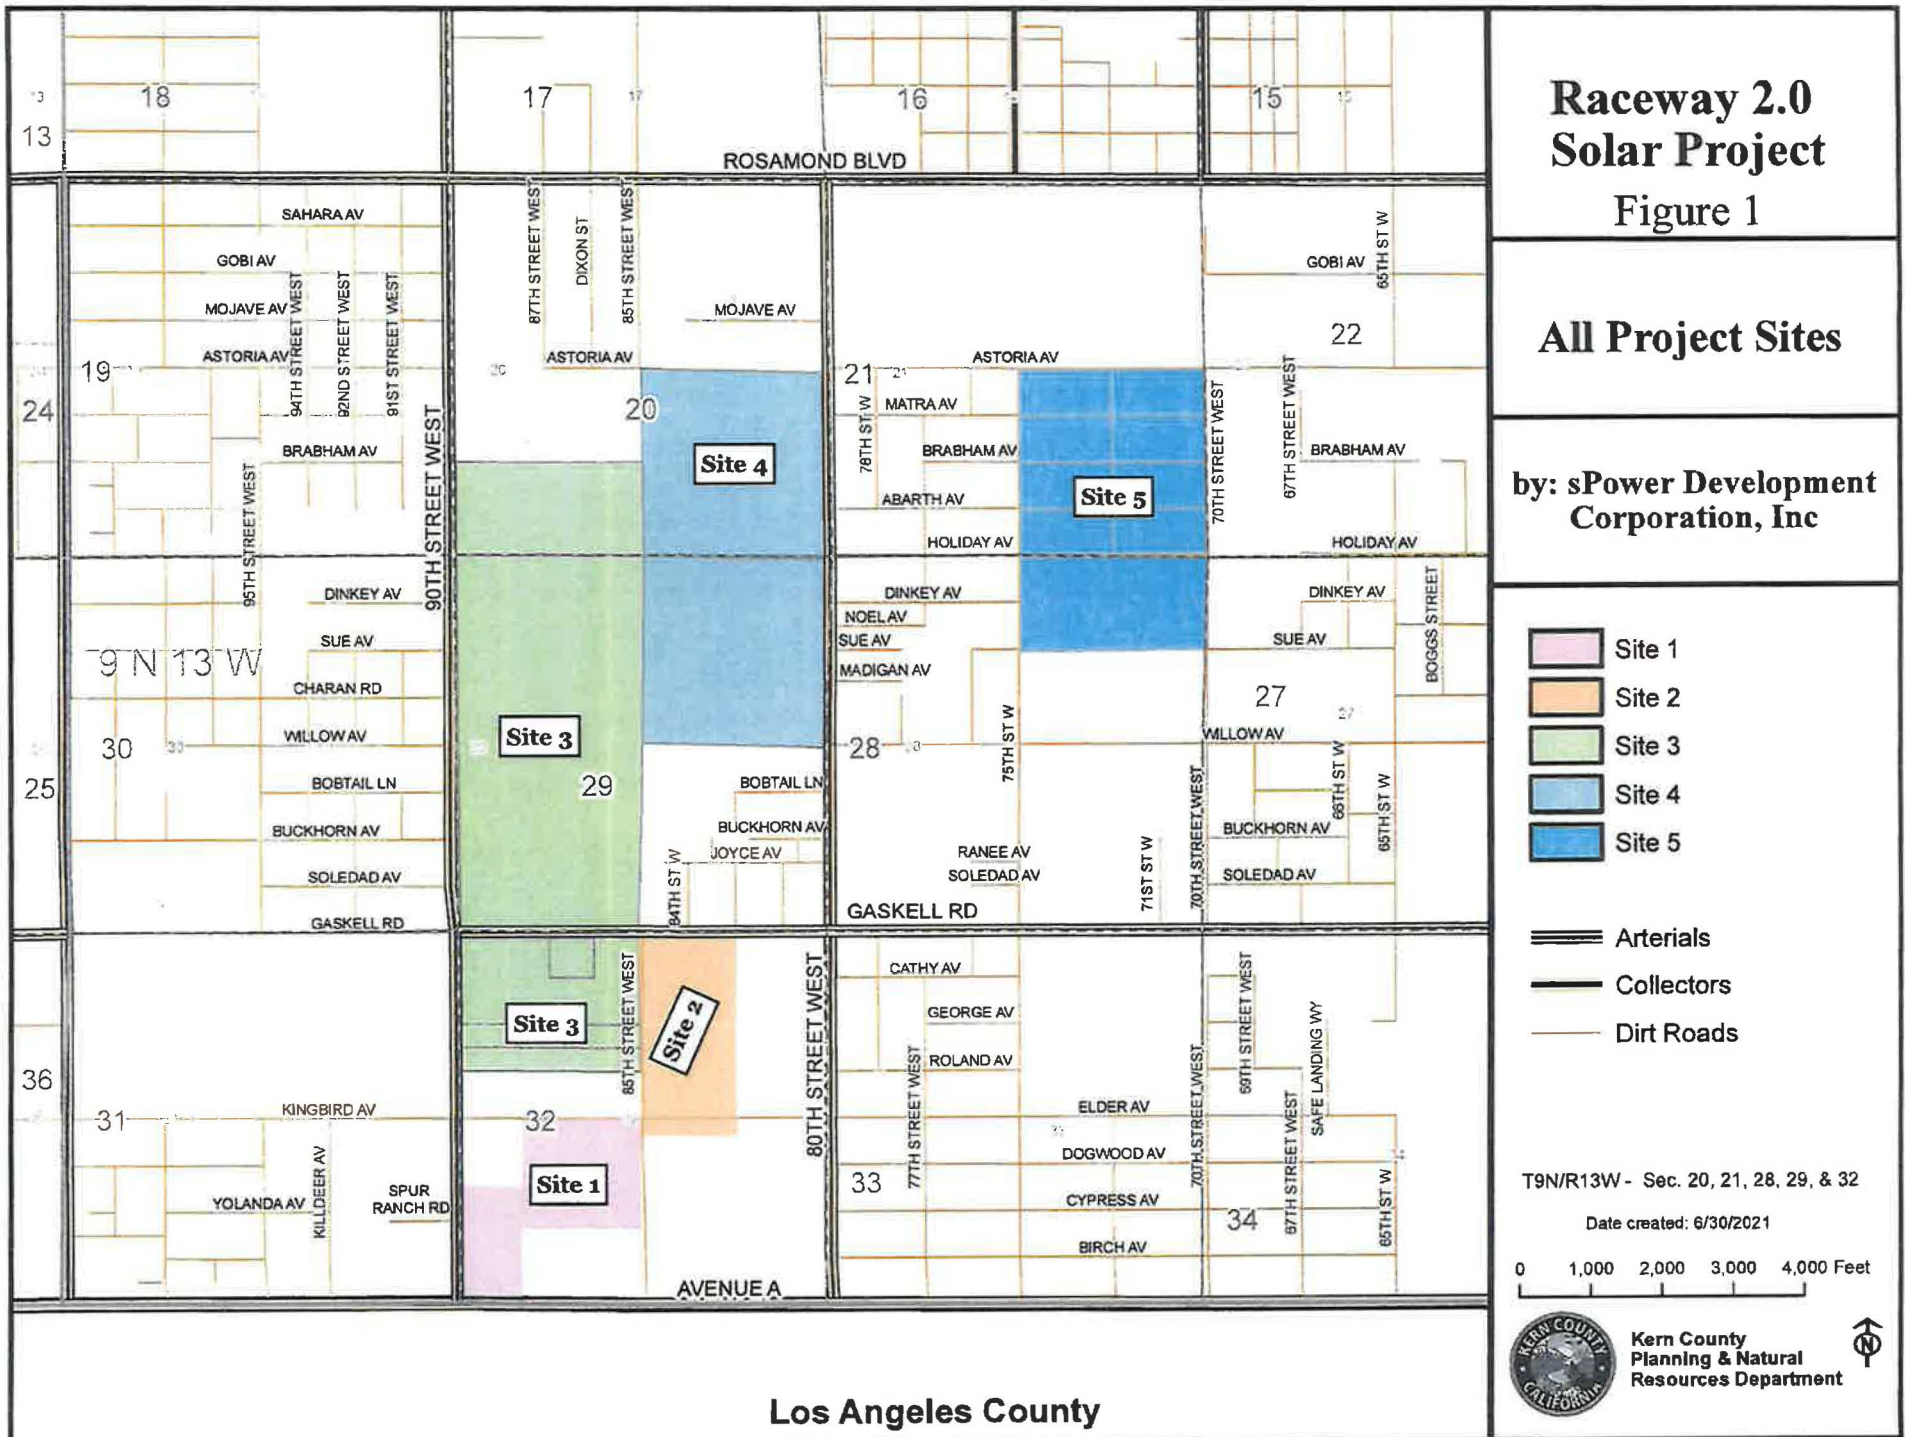 13
18
17
17
16
15
13
ROSAMOND BLVD
SAHARA AV
GOBI AV
MOJAVE AV
ASTORIA AV
94TH STREET WEST
92ND STREET WEST
91ST STREET WEST
87TH STREET WEST
DIXON ST
85TH STREET WEST
MOJAVE AV
ASTORIA AV
GOBI AV
65TH ST W
22
19
24
20
20
21
21
ASTORIA AV
MATRA AV
78TH ST W
BRABHAM AV
ABARTH AV
HOLIDAY AV
70TH STREET WEST
67TH STREET WEST
BRABHAM AV
HOLIDAY AV
BRABHAM AV
95TH STREET WEST
90TH STREET WEST
Site 4
Site 5
DINKEY AV
SUE AV
9 N 13 W
CHARAN RD
WILLOW AV
30
30
25
BOBTAIL LN
BUCKHORN AV
SOLEDAD AV
GASKELL RD
Site 3
29
DINKEY AV
NOEL AV
SUE AV
MADIGAN AV
28
75TH ST W
DINKEY AV
SUE AV
BOGGS STREET
27
27
WILLOW AV
BOBTAIL LN
BUCKHORN AV
JOYCE AV
84TH ST W
RANEE AV
SOLEDAD AV
71ST ST W
70TH STREET WEST
66TH ST W
65TH ST W
BUCKHORN AV
SOLEDAD AV
GASKELL RD
Site 3
85TH STREET WEST
Site 2
80TH STREET WEST
CATHY AV
GEORGE AV
ROLAND AV
77TH STREET WEST
69TH STREET WEST
SAFE LANDING WY
36
31
KINGBIRD AV
32
ELDER AV
70TH STREET WEST
67TH STREET WEST
DOGWOOD AV
33
CYPRESS AV
34
65TH ST W
BIRCH AV
YOLANDA AV
KILLDEER AV
SPUR
RANCH RD
Site 1
AVENUE A
Los Angeles County
Raceway 2.0
Solar Project
Figure 1
All Project Sites
by: sPower Development
Corporation, Inc
Site 1
Site 2
Site 3
Site 4
Site 5
Arterials
Collectors
Dirt Roads
T9N/R13W - Sec. 20, 21, 28, 29, & 32
Date created: 6/30/2021
0 1,000 2,000 3,000 4,000 Feet
KERN COUNTY
CALIFORNIA
Kern County
Planning & Natural
Resources Department
N